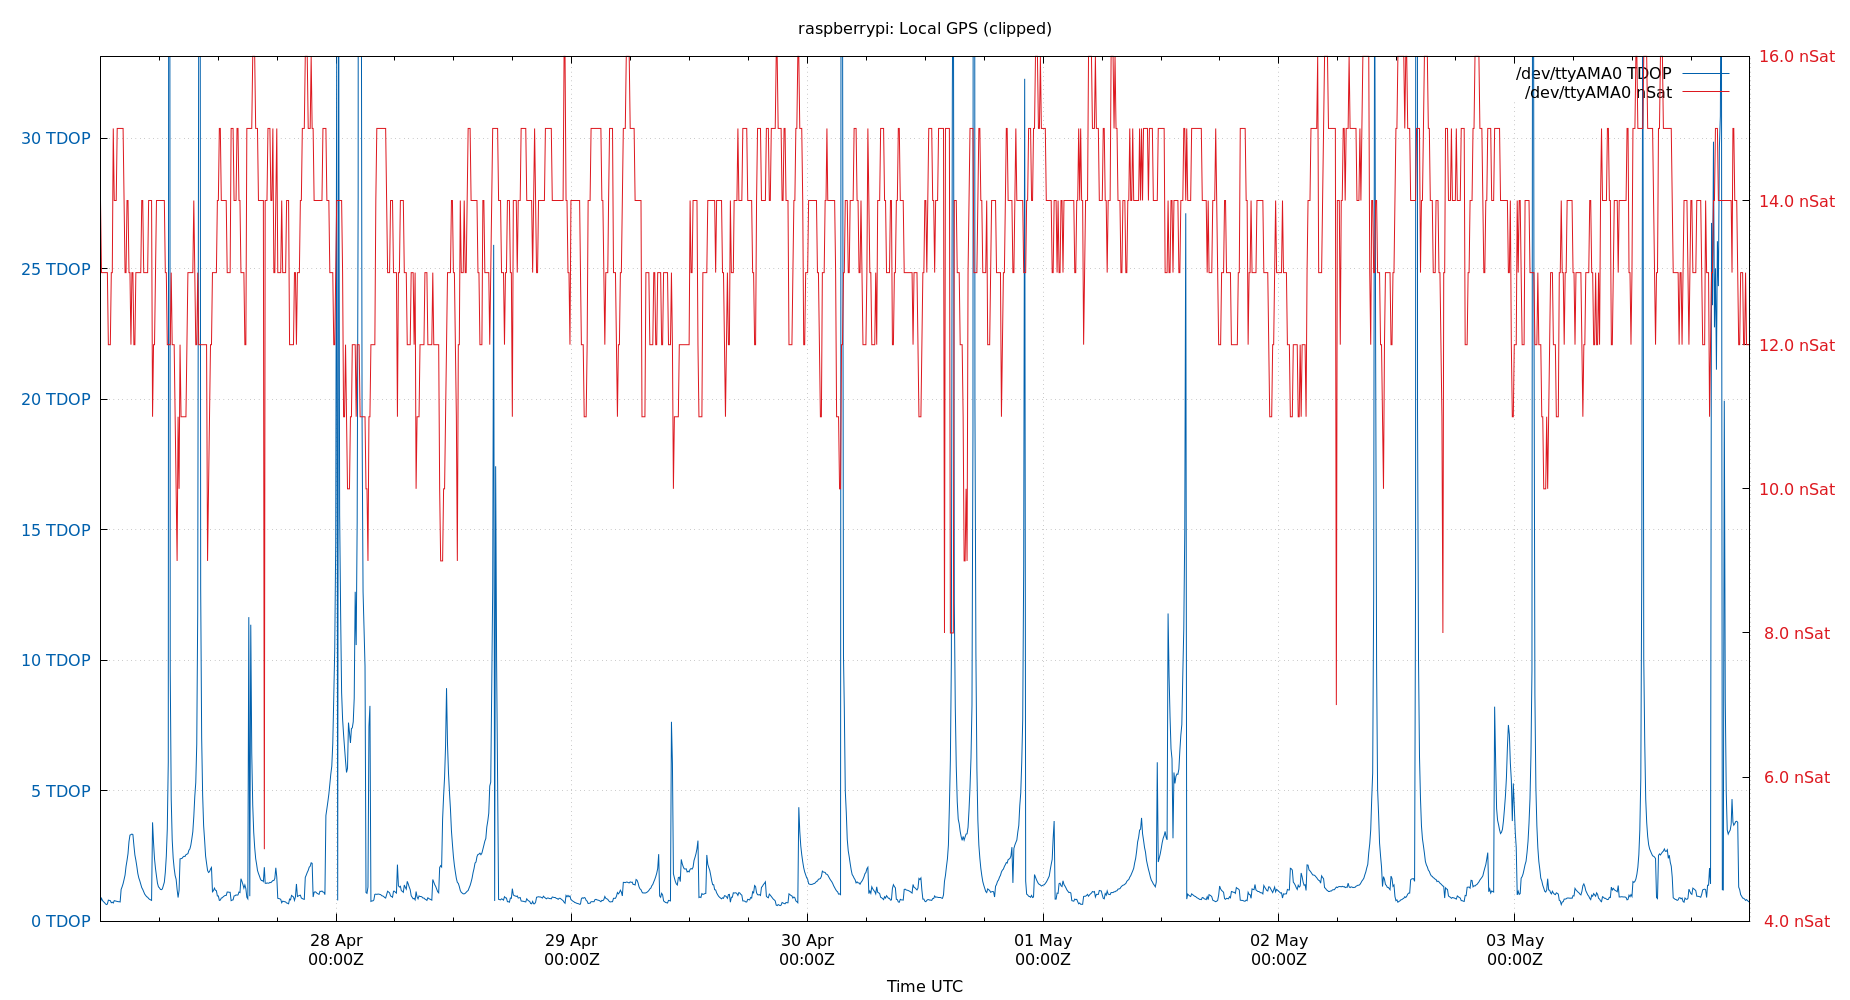 raspberrypi: Local GPS (clipped)
/dev/ttyAMA0 TDOP
/dev/ttyAMA0 nSat
30 TDOP
25 TDOP
20 TDOP
15 TDOP
10 TDOP
5 TDOP
0 TDOP
16.0 nSat
14.0 nSat
12.0 nSat
10.0 nSat
8.0 nSat
6.0 nSat
4.0 nSat
28 Apr
00:00Z
29 Apr
00:00Z
30 Apr
00:00Z
01 May
00:00Z
02 May
00:00Z
03 May
00:00Z
Time UTC